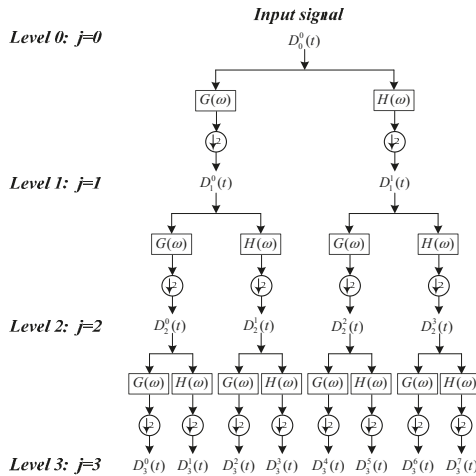 Input signal
Level 0: j=0
D_0^0(t)
G(ω) H(ω)
↓2 ↓2
Level 1: j=1
D_1^0(t) D_1^1(t)
G(ω) H(ω) G(ω) H(ω)
↓2 ↓2 ↓2 ↓2
Level 2: j=2
D_2^0(t) D_2^1(t) D_2^2(t) D_2^3(t)
G(ω) H(ω) G(ω) H(ω) G(ω) H(ω) G(ω) H(ω)
↓2 ↓2 ↓2 ↓2 ↓2 ↓2 ↓2 ↓2
Level 3: j=3
D_3^0(t) D_3^1(t) D_3^2(t) D_3^3(t) D_3^4(t) D_3^5(t) D_3^6(t) D_3^7(t)